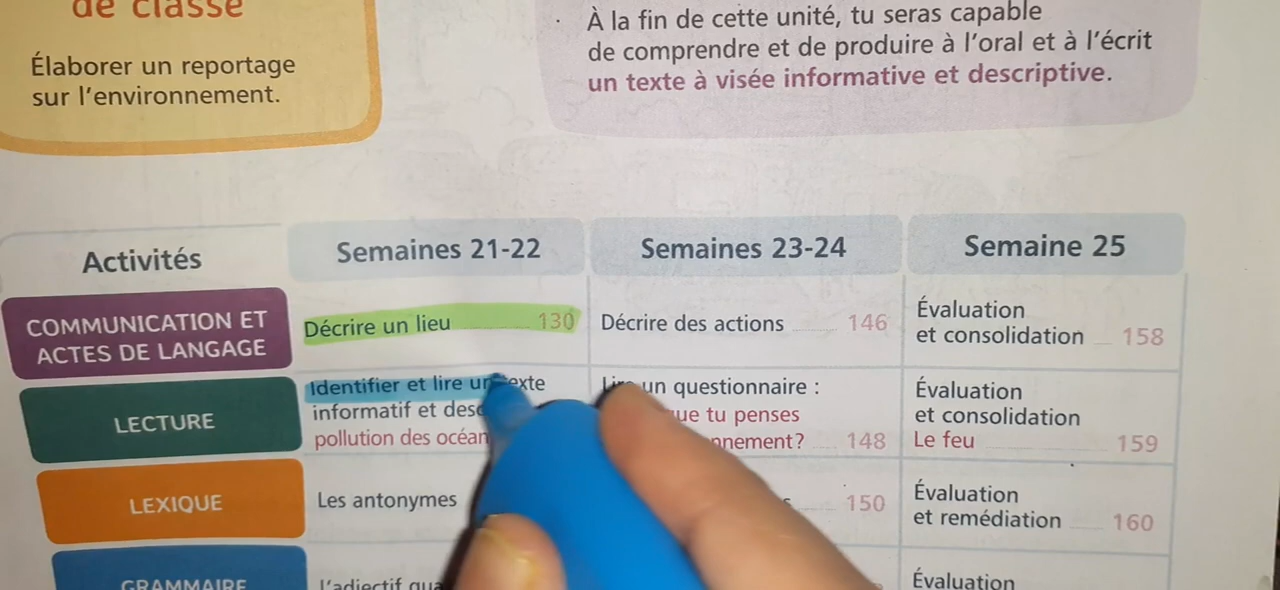 de classe
Élaborer un reportage
sur l'environnement.
· À la fin de cette unité, tu seras capable
de comprendre et de produire à l'oral et à l'écrit
un texte à visée informative et descriptive.
Activités
Semaines 21-22
Semaines 23-24
Semaine 25
COMMUNICATION ET
ACTES DE LANGAGE
Décrire un lieu 130
Décrire des actions 146
Évaluation
et consolidation 158
LECTURE
Identifier et lire un texte
informatif et
pollution des
Lire un questionnaire :
tu penses
148
Évaluation
et consolidation
Le feu 159
LEXIQUE
Les antonymes
150
Évaluation
et remédiation 160
GRAMMAIRE
L'adjectif
Évaluation